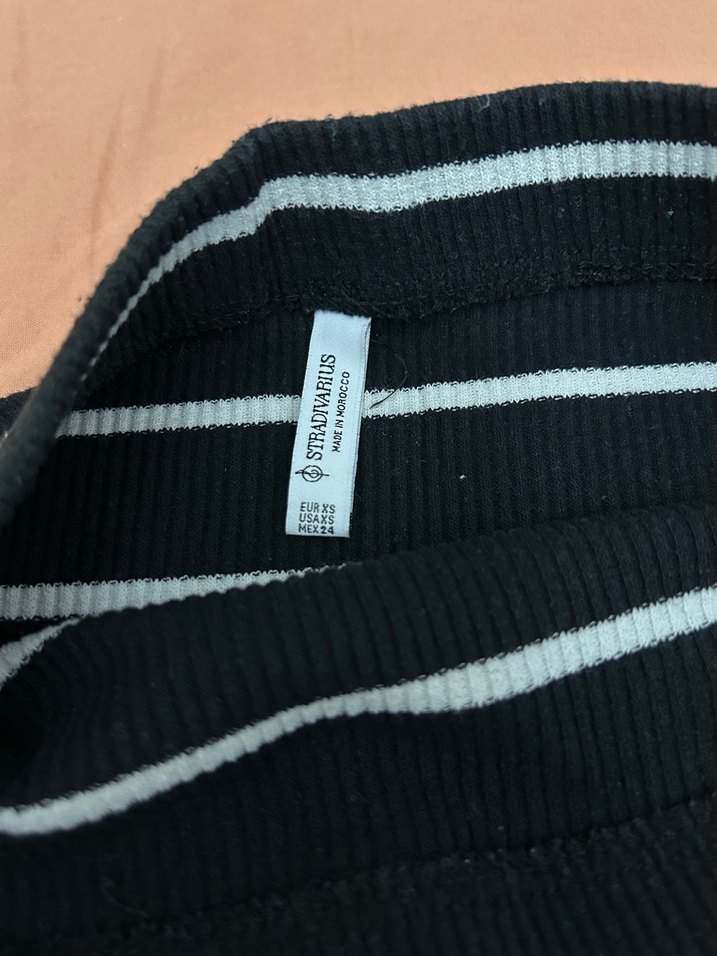 STRADIVARIUS
MADE IN MOROCCO
EUR XS
USA XS
MEX 24